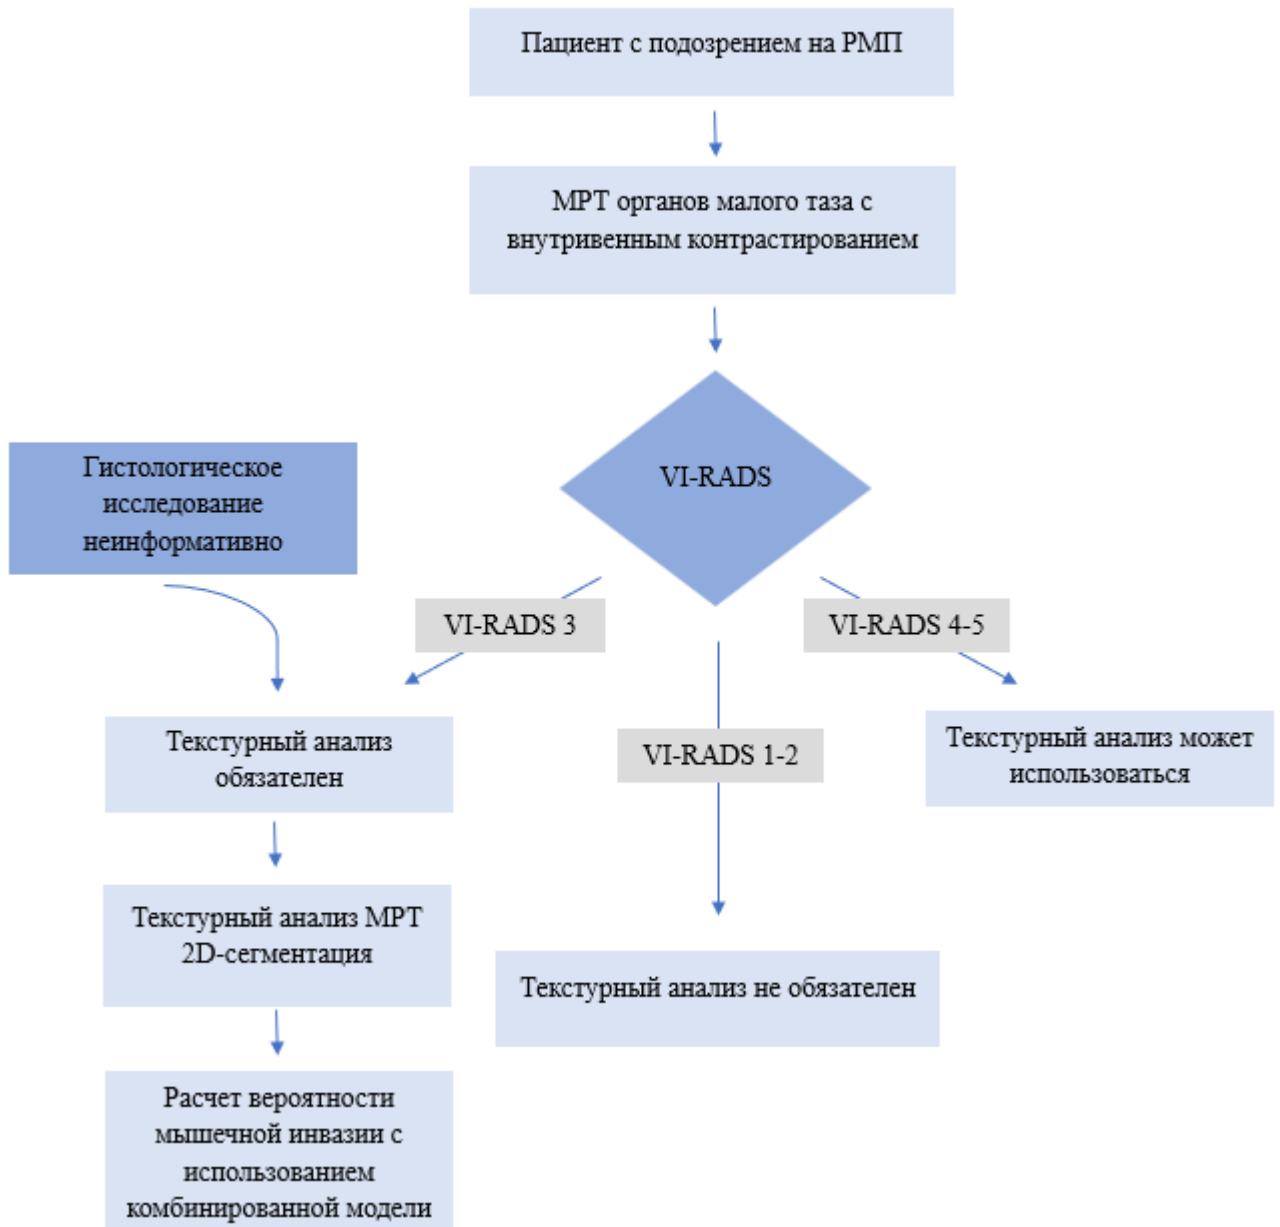 Пациент с подозрением на РМП
МРТ органов малого таза с
внутривенным контрастированием
VI-RADS
Гистологическое
исследование
неинформативно
VI-RADS 3
VI-RADS 4-5
VI-RADS 1-2
Текстурный анализ
обязателен
Текстурный анализ может
использоваться
Текстурный анализ МРТ
2D-сегментация
Текстурный анализ не обязателен
Расчет вероятности
мышечной инвазии с
использованием
комбинированной модели